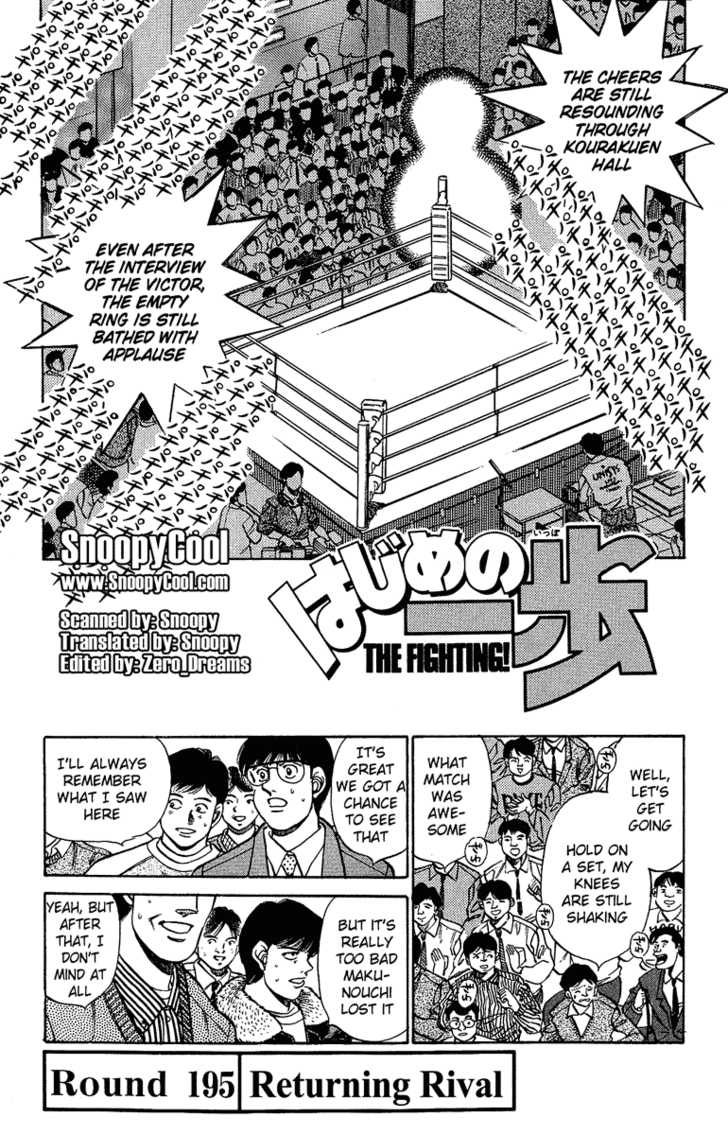 THE CHEERS
ARE STILL
RESOUNDING
THROUGH
KOURAKUEN
HALL
EVEN AFTER
THE INTERVIEW
OF THE VICTOR,
THE EMPTY
RING IS STILL
BATHED WITH
APPLAUSE
SnoopyCool
www.SnoopyCool.com
Scanned by: Snoopy
Translated by: Snoopy
Edited by: Zero_Dreams
いっぽ
はじめの一歩
THE FIGHTING!
WELL,
LET'S
GET
GOING
HOLD ON
A SET, MY
KNEES
ARE STILL
SHAKING
WHAT
MATCH
WAS
AWE-
SOME
IT'S
GREAT
WE GOT A
CHANCE
TO SEE
THAT
I'LL ALWAYS
REMEMBER
WHAT I SAW
HERE
BUT IT'S
REALLY
TOO BAD
MAKU-
NOUCHI
LOST IT
YEAH, BUT
AFTER
THAT, I
DON'T
MIND AT
ALL
Round 195 Returning Rival